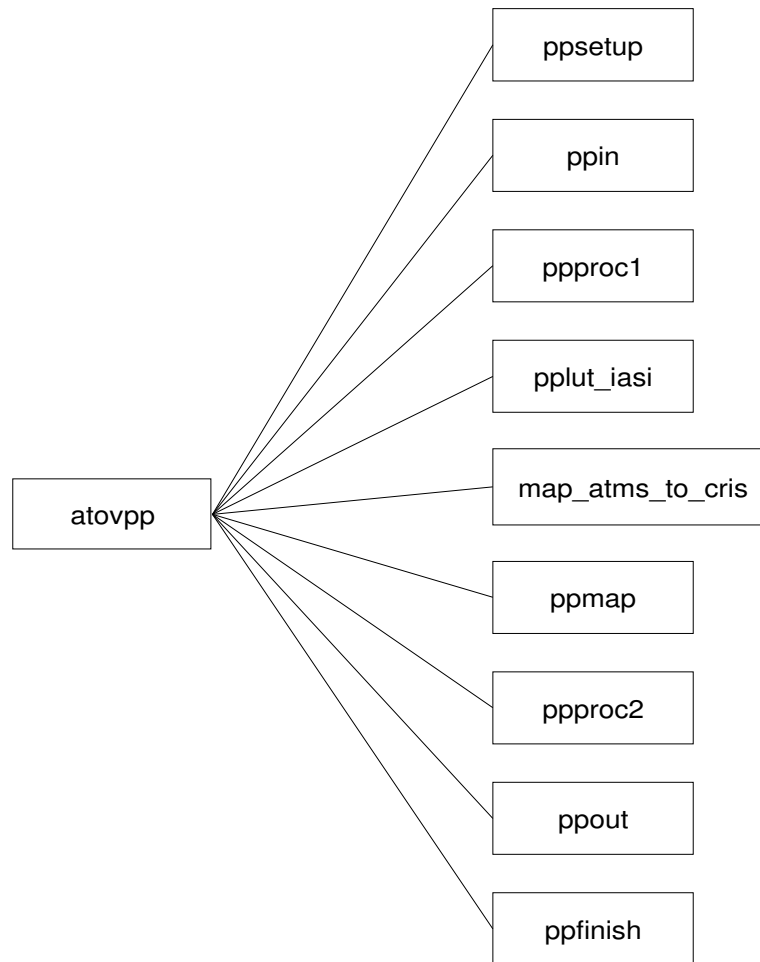 ppsetup
ppin
ppproc1
pplut_iasi
map_atms_to_cris
atovpp
ppmap
ppproc2
ppout
ppfinish